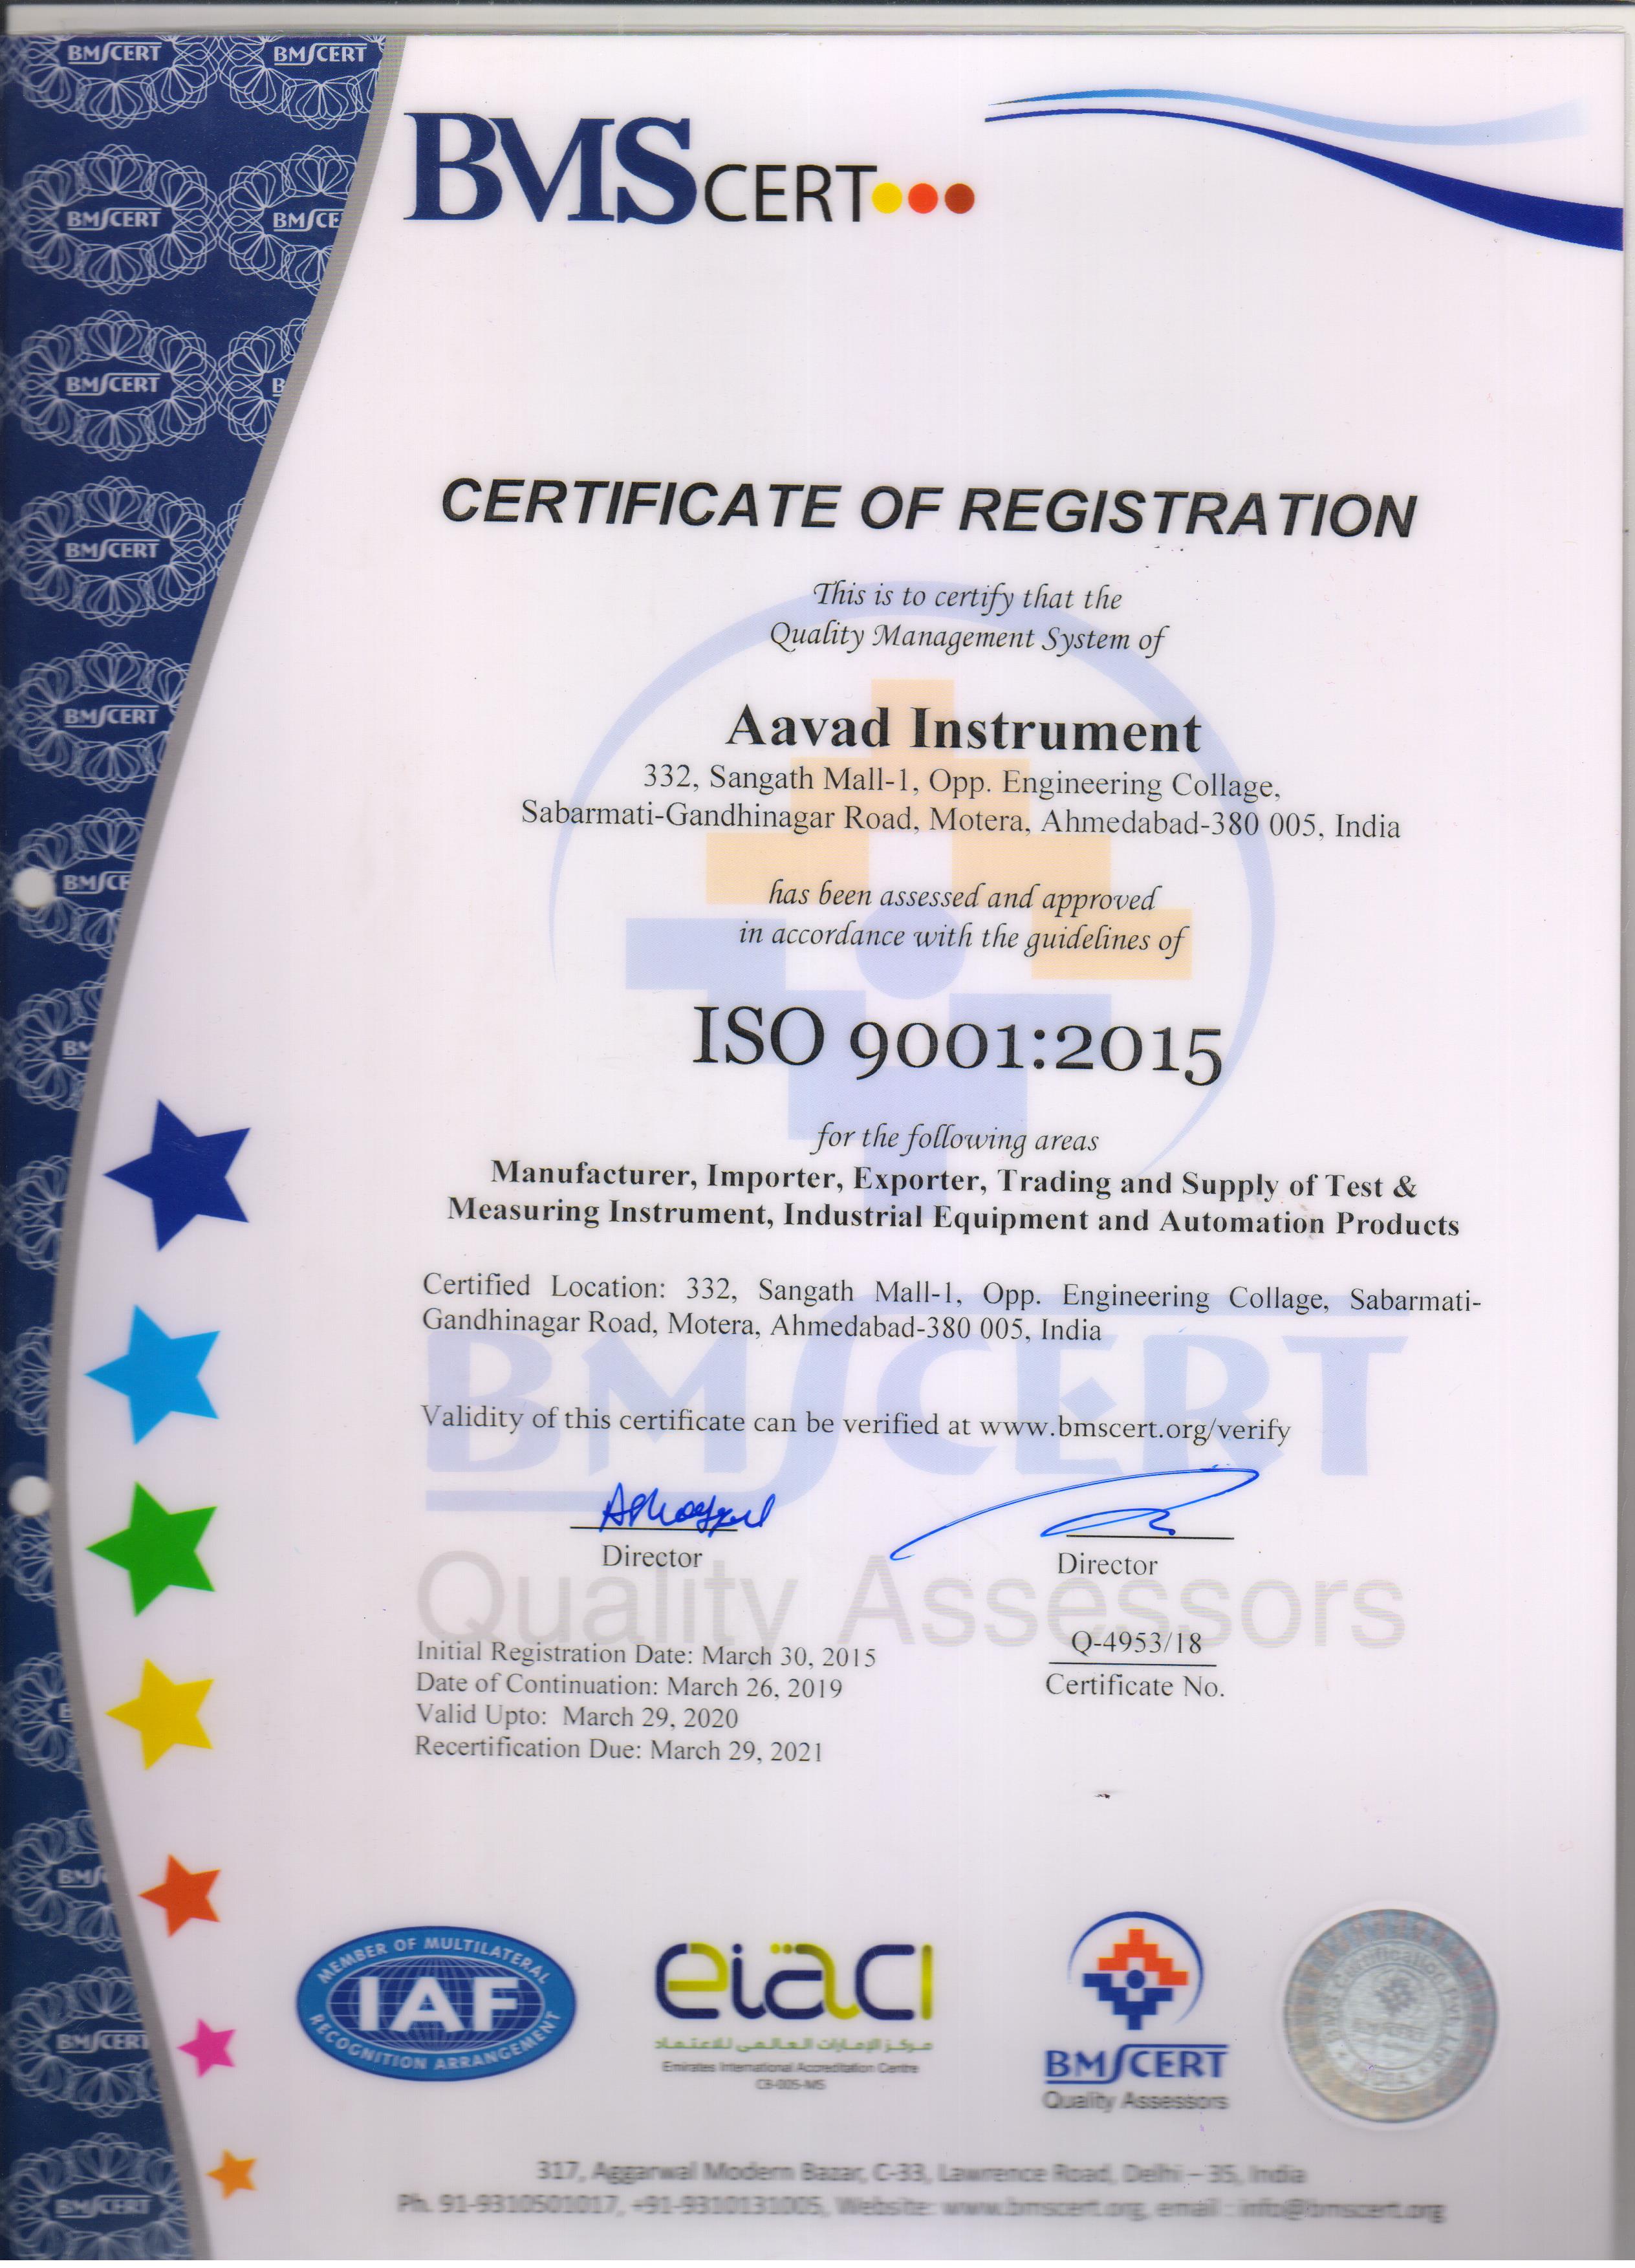 BMSCERT
CERTIFICATE OF REGISTRATION
This is to certify that the
Quality Management System of
Aavad Instrument
332, Sangath Mall-1, Opp. Engineering Collage,
Sabarmati-Gandhinagar Road, Motera, Ahmedabad-380 005, India
has been assessed and approved
in accordance with the guidelines of
ISO 9001:2015
for the following areas
Manufacturer, Importer, Exporter, Trading and Supply of Test &
Measuring Instrument, Industrial Equipment and Automation Products
Certified Location: 332, Sangath Mall-1, Opp. Engineering Collage, Sabarmati-
Gandhinagar Road, Motera, Ahmedabad-380 005, India
BMSCERT
Validity of this certificate can be verified at www.bmscert.org/verify
Director
Director
Quality Assessors
Initial Registration Date: March 30, 2015
Date of Continuation: March 26, 2019
Valid Upto: March 29, 2020
Recertification Due: March 29, 2021
Q-4953/18
Certificate No.
MEMBER OF MULTILATERAL
IAF
RECOGNITION ARRANGEMENT
eiaci
مركز الإمارات العالمي للاعتماد
Emirates International Accreditation Centre
CB-005-MS
BMSCERT
Quality Assessors
317, Aggarwal Modern Bazar, C-33, Lawrence Road, Delhi – 35, India
Ph. 91-9310501017, +91-9310131005, Website: www.bmscert.org, email : info@bmscert.org